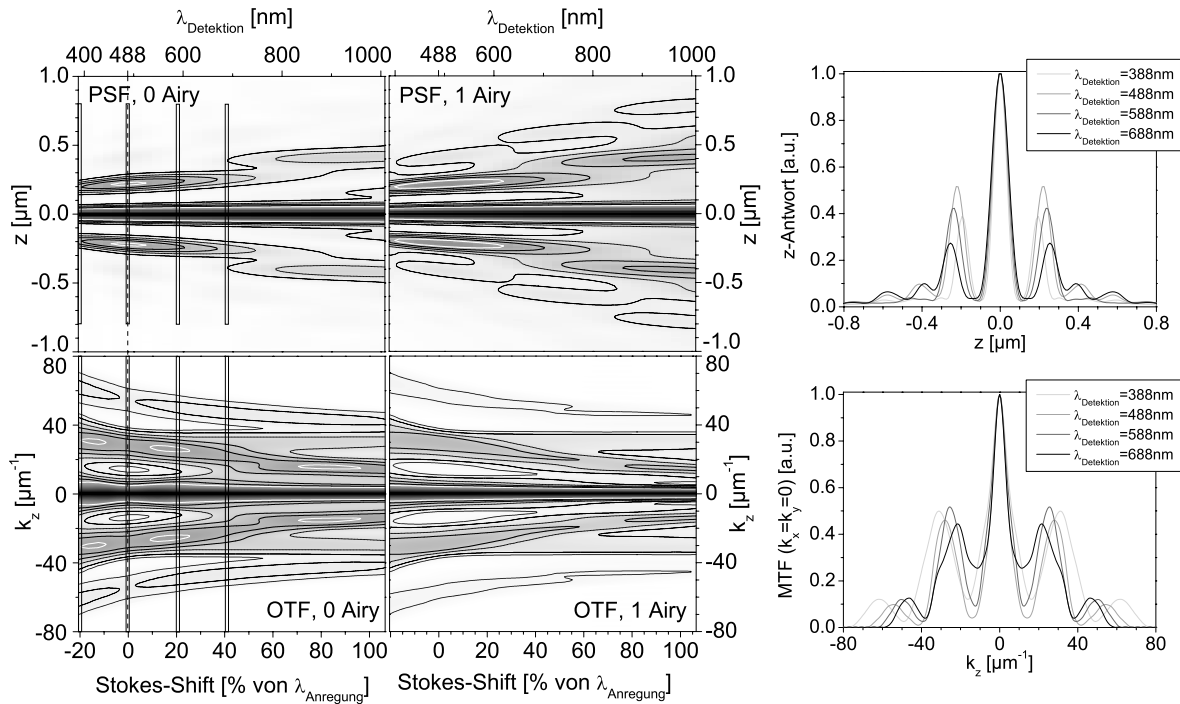 λDetektion [nm]
λDetektion [nm]
400 488 600 800 1000
488 600 800 1000
PSF, 0 Airy
PSF, 1 Airy
1.0
0.5
0.0
-0.5
-1.0
z [µm]
1.0
0.5
0.0
-0.5
-1.0
z [µm]
OTF, 0 Airy
OTF, 1 Airy
80
40
0
-40
-80
kz [µm-1]
80
40
0
-40
-80
kz [µm-1]
-20 0 20 40 60 80 100
0 20 40 60 80 100
Stokes-Shift [% von λAnregung]
Stokes-Shift [% von λAnregung]
λDetektion=388nm
λDetektion=488nm
λDetektion=588nm
λDetektion=688nm
1.0
0.8
0.6
0.4
0.2
0.0
z-Antwort [a.u.]
-0.8 -0.4 0.0 0.4 0.8
z [µm]
λDetektion=388nm
λDetektion=488nm
λDetektion=588nm
λDetektion=688nm
1.0
0.8
0.6
0.4
0.2
0.0
MTF (kx=ky=0) [a.u.]
-80 -40 0 40 80
kz [µm-1]